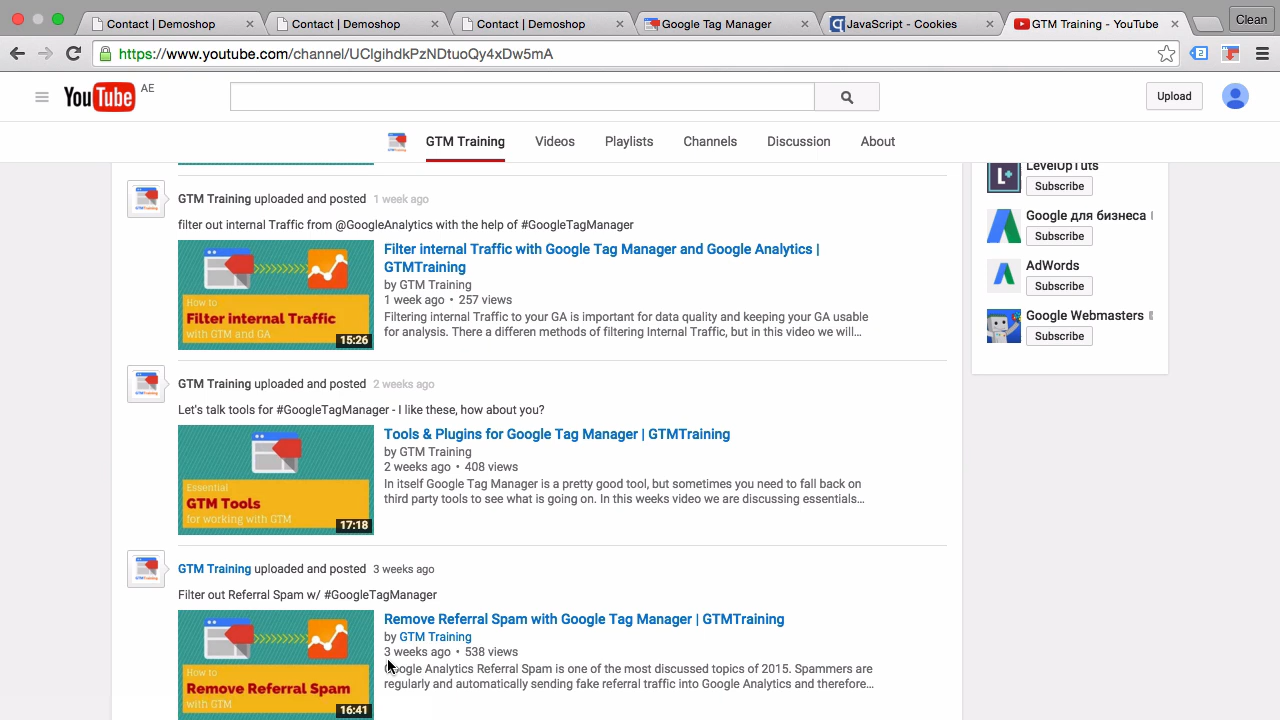 Contact | Demoshop
Contact | Demoshop
Contact | Demoshop
Google Tag Manager
JavaScript - Cookies
GTM Training - YouTube
Clean
https://www.youtube.com/channel/UClgihdkPzNDtuoQy4xDw5mA
2
YouTube AE
Upload
GTM Training
Videos
Playlists
Channels
Discussion
About
GTM Training uploaded and posted 1 week ago
filter out internal Traffic from @GoogleAnalytics with the help of #GoogleTagManager
How to
Filter internal Traffic
with GTM and GA
15:26
Filter internal Traffic with Google Tag Manager and Google Analytics |
GTMTraining
by GTM Training
1 week ago • 257 views
Filtering internal Traffic to your GA is important for data quality and keeping your GA usable
for analysis. There a differen methods of filtering Internal Traffic, but in this video we will...
GTM Training uploaded and posted 2 weeks ago
Let's talk tools for #GoogleTagManager - I like these, how about you?
Essential
GTM Tools
for working with GTM
17:18
Tools & Plugins for Google Tag Manager | GTMTraining
by GTM Training
2 weeks ago • 408 views
In itself Google Tag Manager is a pretty good tool, but sometimes you need to fall back on
third party tools to see what is going on. In this weeks video we are discussing essentials...
GTM Training uploaded and posted 3 weeks ago
Filter out Referral Spam w/ #GoogleTagManager
How to
Remove Referral Spam
with GTM
16:41
Remove Referral Spam with Google Tag Manager | GTMTraining
by GTM Training
3 weeks ago • 538 views
Google Analytics Referral Spam is one of the most discussed topics of 2015. Spammers are
regularly and automatically sending fake referral traffic into Google Analytics and therefore...
L+
LevelUpTuts
Subscribe
Google для бизнеса
Subscribe
AdWords
Subscribe
Google Webmasters
Subscribe